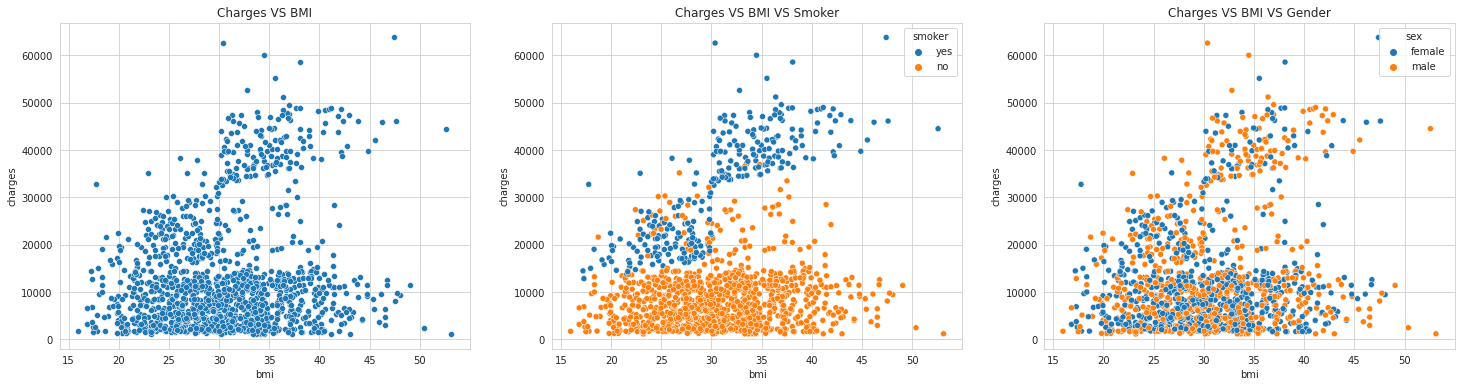 Charges VS BMI
charges
60000
50000
40000
30000
20000
10000
0
15 20 25 30 35 40 45 50
bmi
Charges VS BMI VS Smoker
smoker
yes
no
charges
60000
50000
40000
30000
20000
10000
0
15 20 25 30 35 40 45 50
bmi
Charges VS BMI VS Gender
sex
female
male
charges
60000
50000
40000
30000
20000
10000
0
15 20 25 30 35 40 45 50
bmi